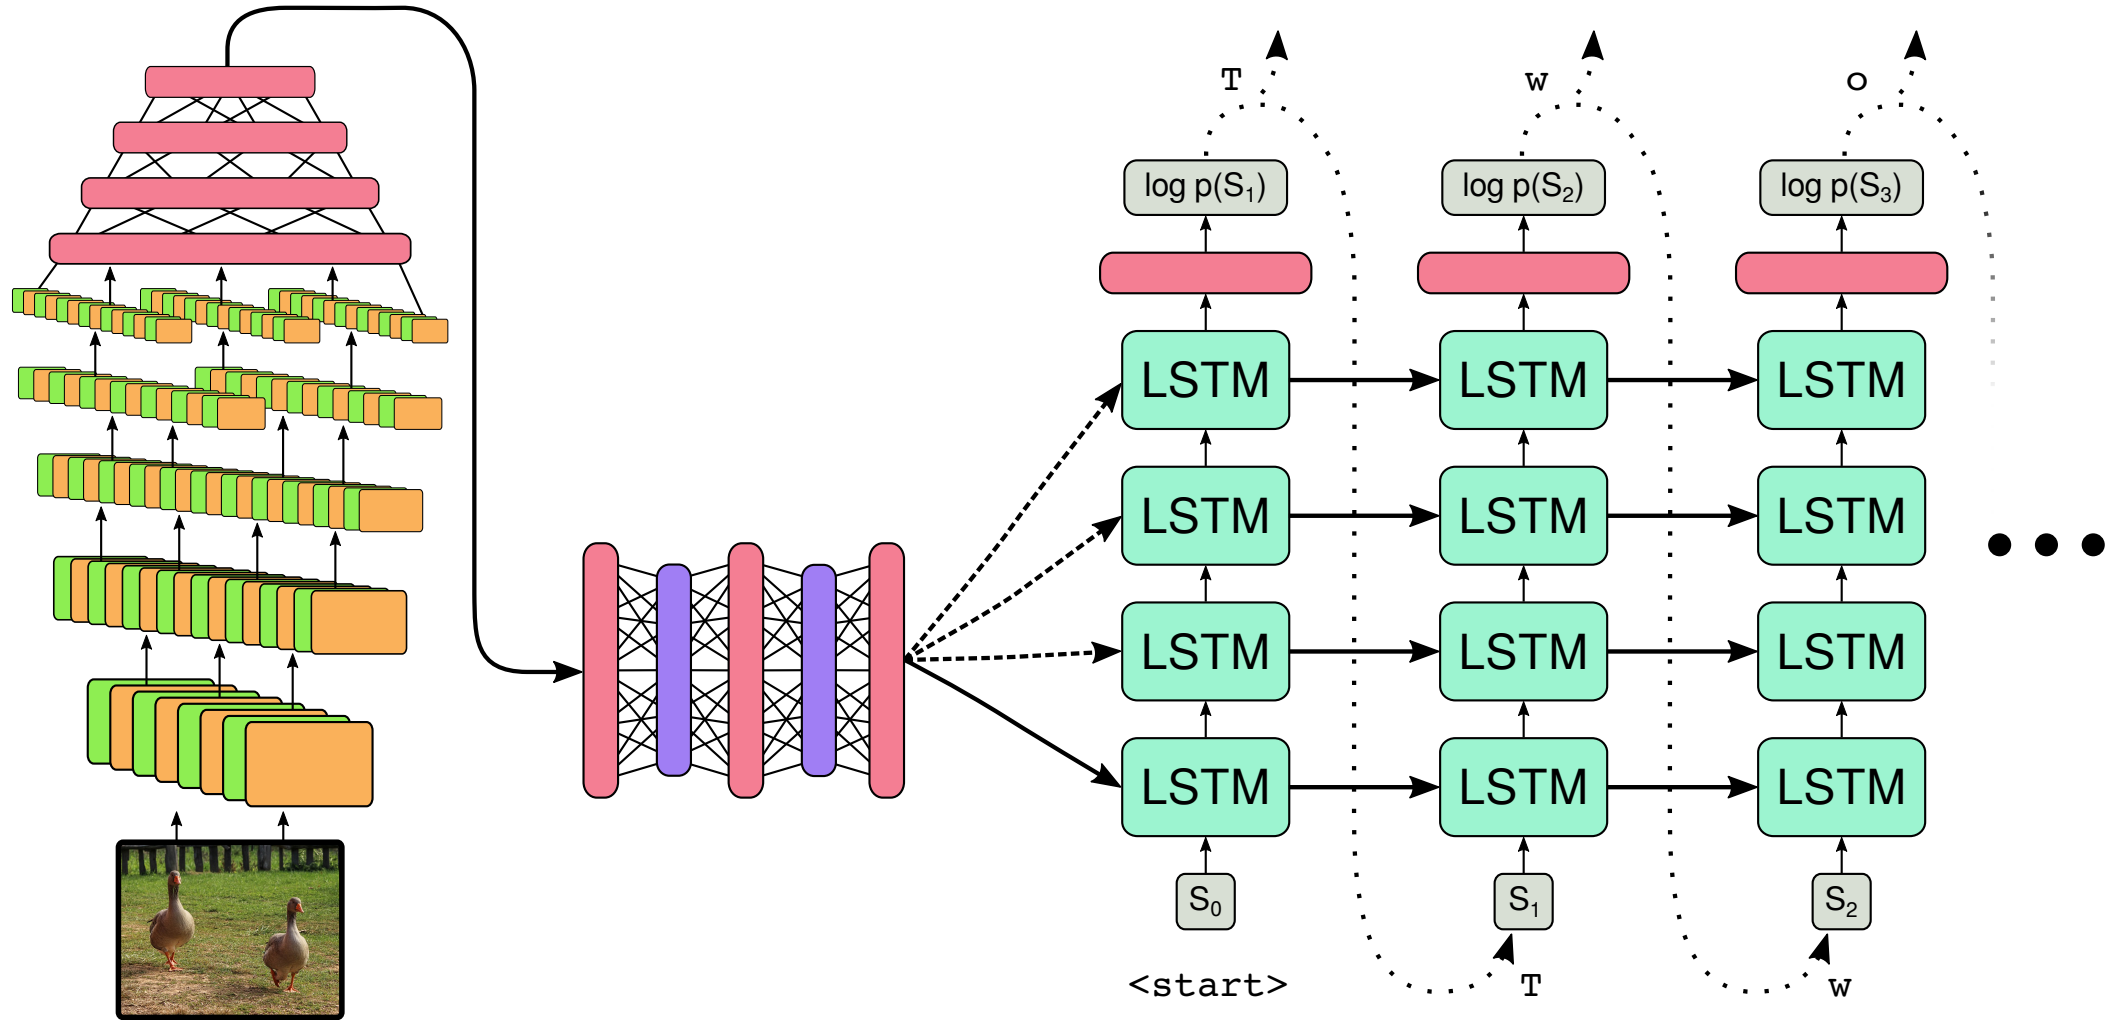 T w o
log p(S₁) log p(S₂) log p(S₃)
LSTM LSTM LSTM
LSTM LSTM LSTM
LSTM LSTM LSTM
LSTM LSTM LSTM
S₀ S₁ S₂
<start> T w